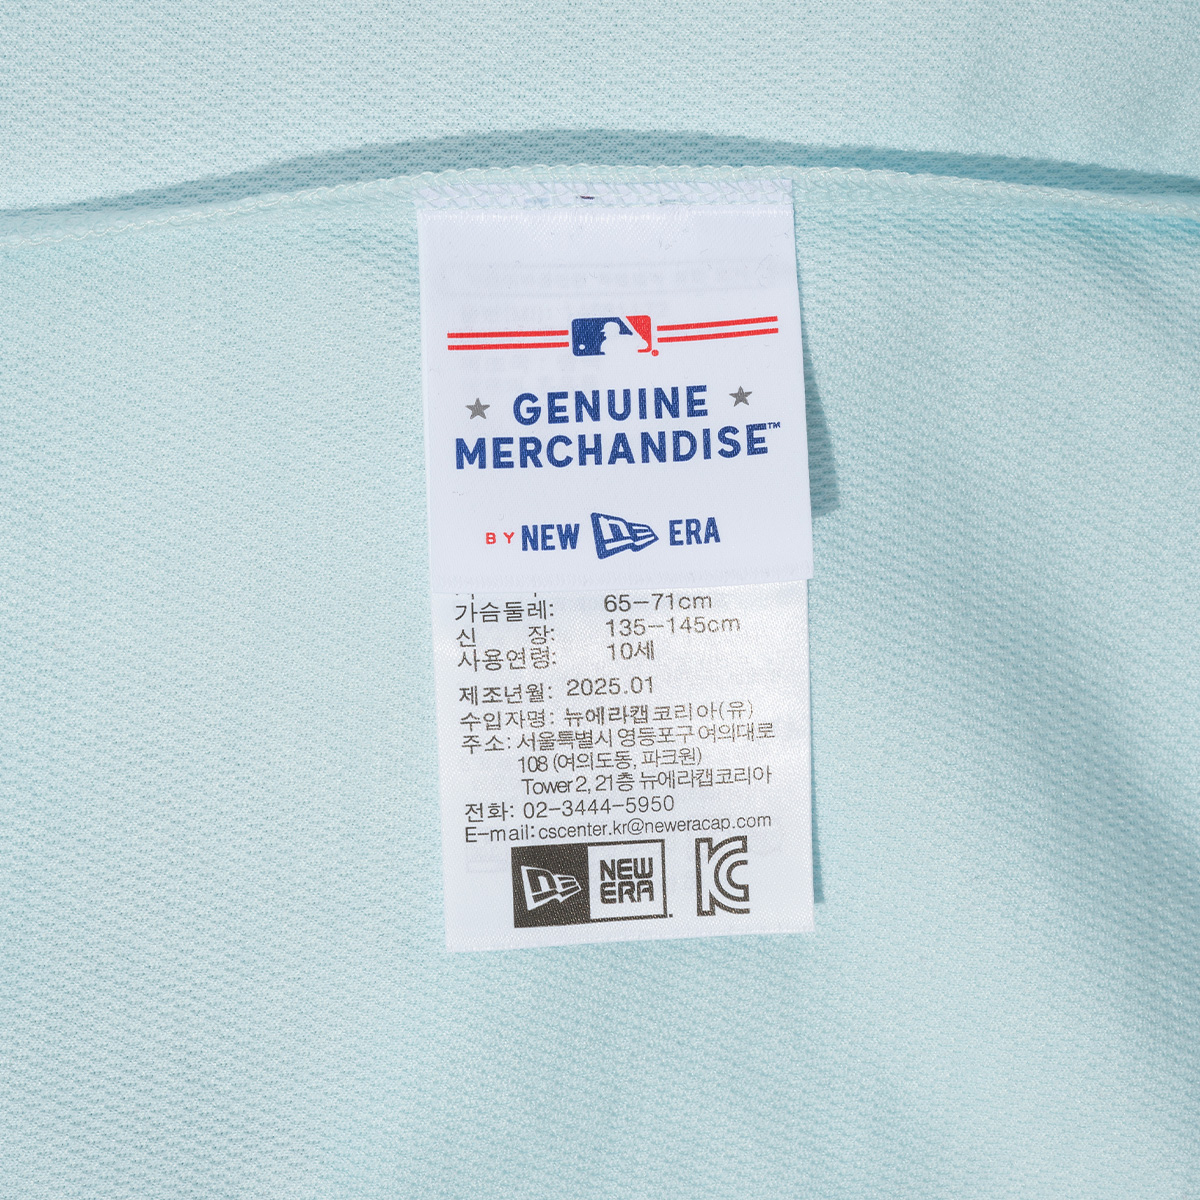 GENUINE
MERCHANDISE™
BY NEW ERA
가슴둘레: 65-71cm
신 장: 135-145cm
사용연령: 10세
제조년월: 2025.01
수입자명: 뉴에라캡코리아(유)
주소: 서울특별시 영등포구 여의대로
108 (여의도동, 파크원)
Tower 2, 21층 뉴에라캡코리아
전화: 02-3444-5950
E-mail: cscenter.kr@neweracap.com
NEW
ERA